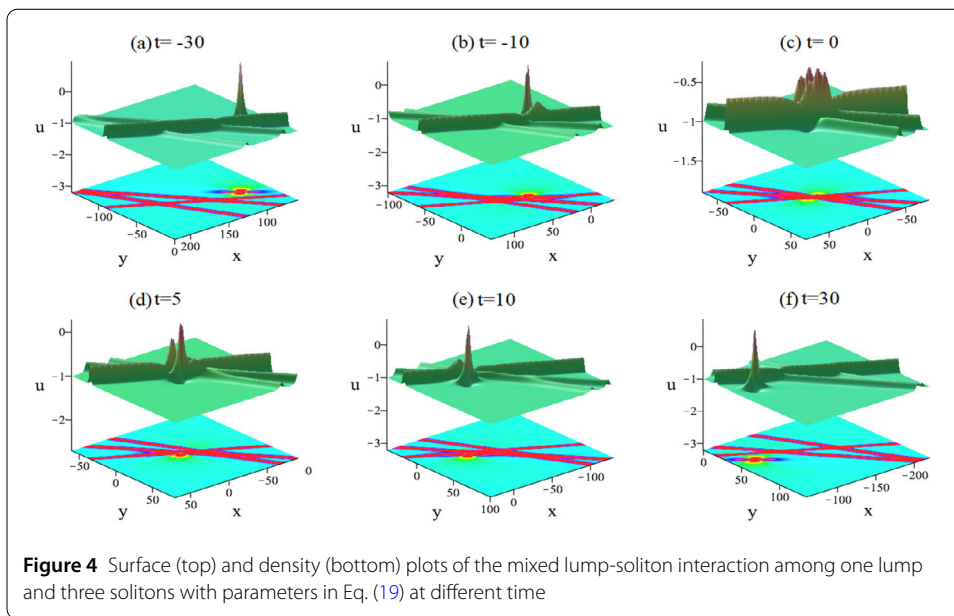 (a) t= -30
(b) t= -10
(c) t= 0
0
-1
-2
-3
u
-100
-50
0
y
200
150
100
x
0
-1
-2
-3
u
-100
-50
0
y
100
50
0
x
-0.5
-1
-1.5
u
-50
0
50
y
50
0
-50
x
(d) t=5
(e) t=10
(f) t=30
0
-1
-2
u
-50
0
50
y
50
0
-50
0
x
0
-1
-2
-3
u
0
50
100
y
0
-50
-100
x
0
-1
-2
-3
u
0
50
100
y
-100
-150
-200
x
Figure 4 Surface (top) and density (bottom) plots of the mixed lump-soliton interaction among one lump
and three solitons with parameters in Eq. (19) at different time